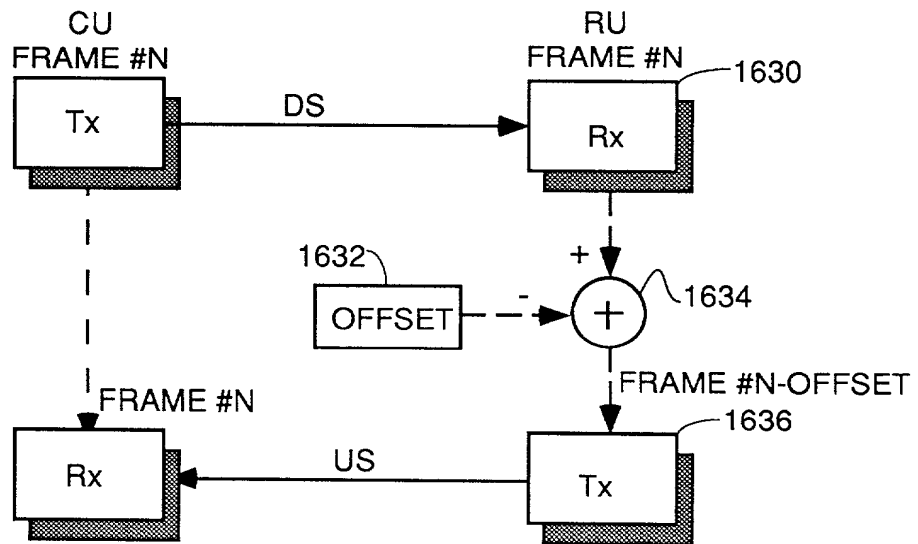 CU
FRAME #N
RU
FRAME #N
1630
Tx
DS
Rx
1632
+
OFFSET
-
+
1634
FRAME #N
FRAME #N-OFFSET
1636
Rx
US
Tx